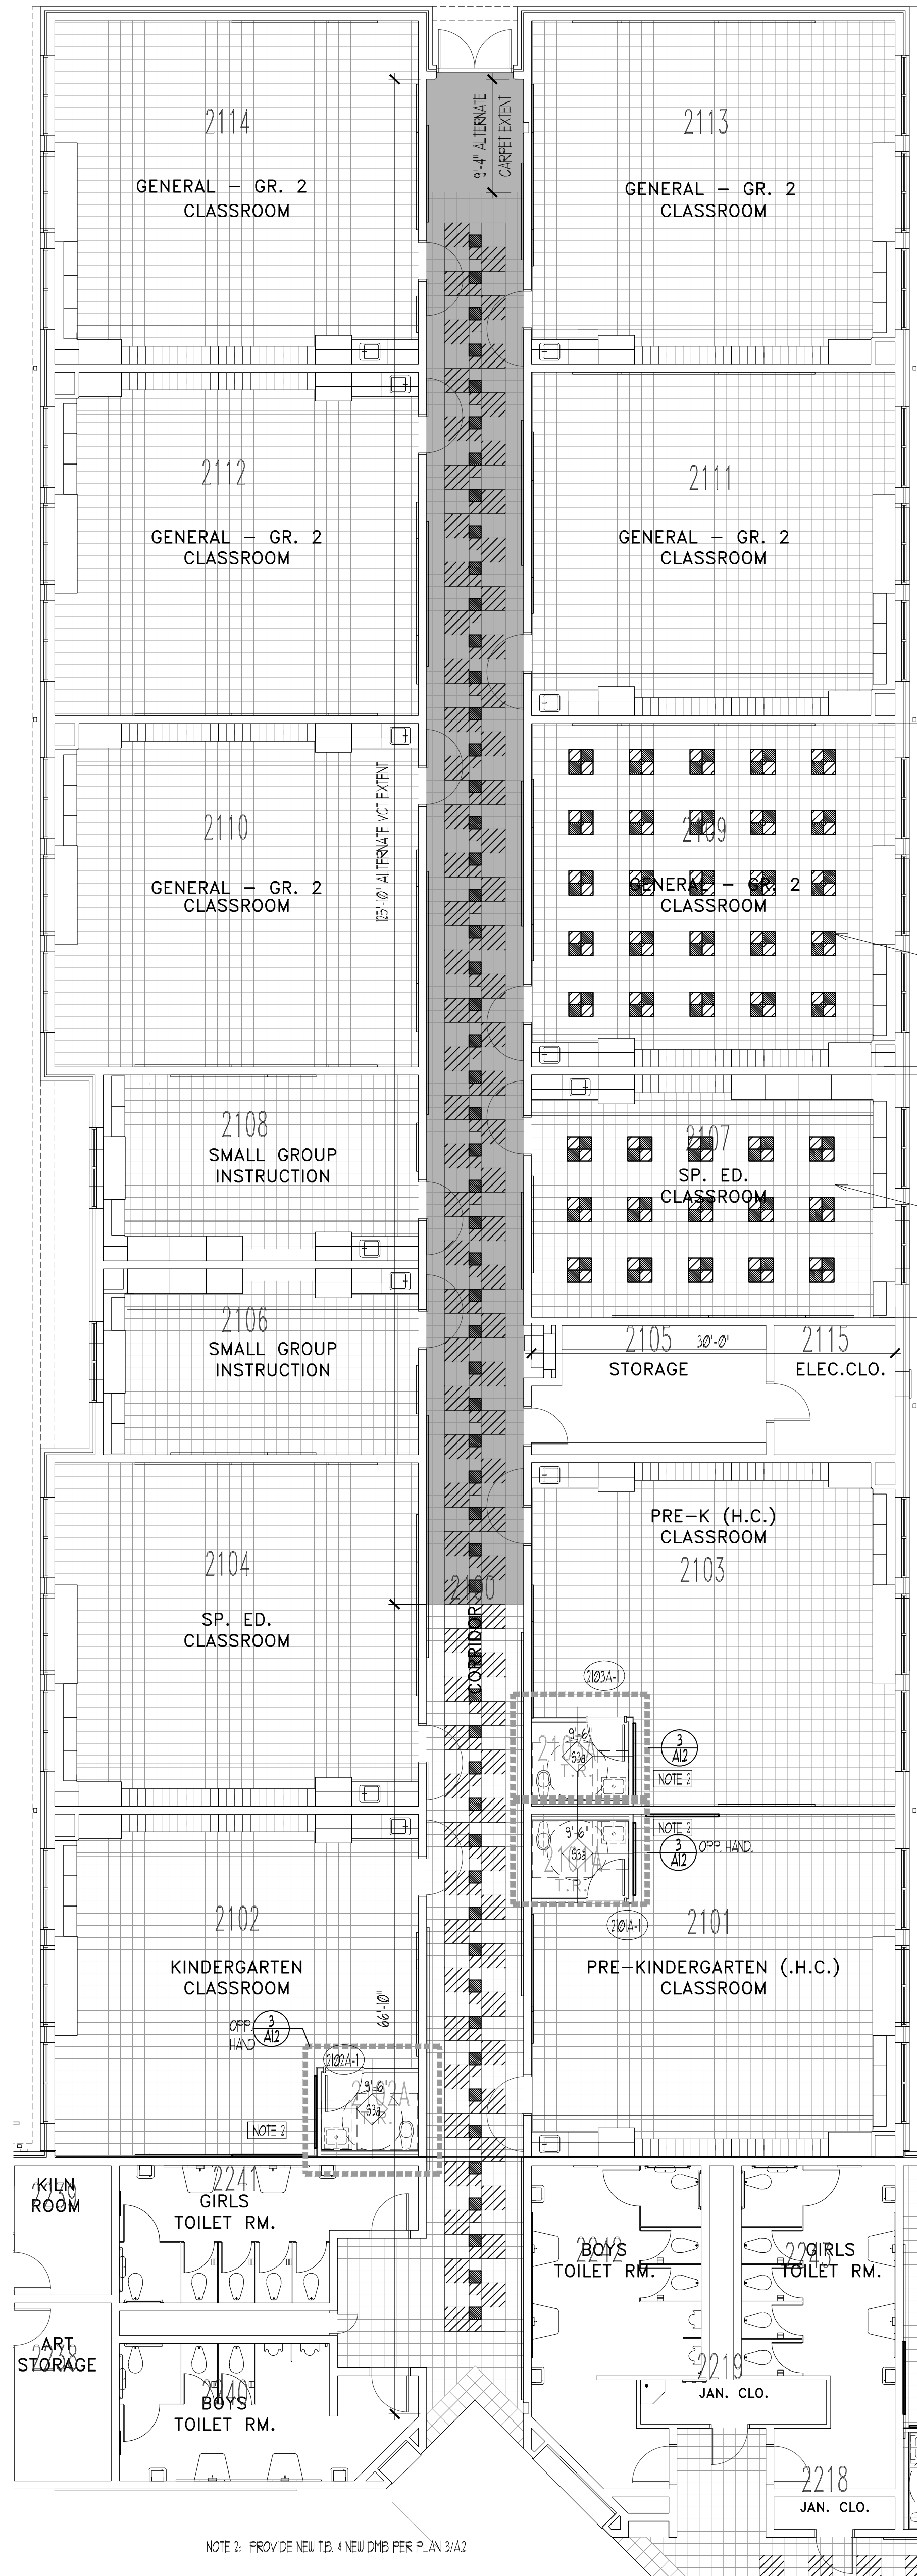 2114
GENERAL - GR. 2
CLASSROOM
9'-4" ALTERNATE
CARPET EXTENT
2113
GENERAL - GR. 2
CLASSROOM
2112
GENERAL - GR. 2
CLASSROOM
2111
GENERAL - GR. 2
CLASSROOM
2110
GENERAL - GR. 2
CLASSROOM
125'-10" ALTERNATE VCT EXTENT
2109
GENERAL - GR. 2
CLASSROOM
2108
SMALL GROUP
INSTRUCTION
2107
SP. ED.
CLASSROOM
2106
SMALL GROUP
INSTRUCTION
2105
30'-0"
2115
STORAGE
ELEC.CLO.
2104
SP. ED.
CLASSROOM
CORRIDOR
PRE-K (H.C.)
CLASSROOM
2103
2103A-1
9'-6"
S3a
T.R.
3
A12
NOTE 2
NOTE 2
3
A12
OPP. HAND.
9'-6"
S3a
T.R.
2101A-1
2101
PRE-KINDERGARTEN (.H.C.)
CLASSROOM
2102
KINDERGARTEN
CLASSROOM
66'-10"
OPP.
HAND
3
A12
2102A-1
9'-6"
S3a
NOTE 2
KILN
ROOM
2241
GIRLS
TOILET RM.
2242
BOYS
TOILET RM.
GIRLS
TOILET RM.
ART
STORAGE
BOYS
TOILET RM.
2219
JAN. CLO.
2218
JAN. CLO.
NOTE 2: PROVIDE NEW T.B. & NEW DMB PER PLAN 3/A2